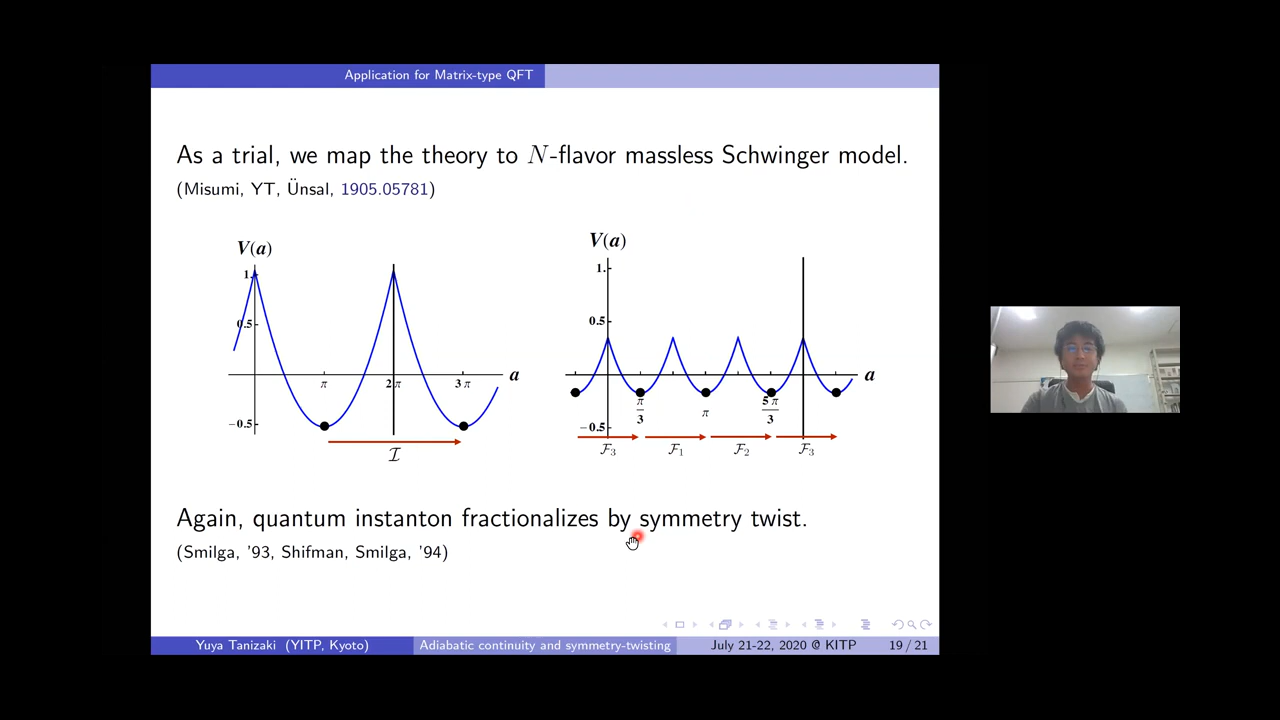 Application for Matrix-type QFT
As a trial, we map the theory to N-flavor massless Schwinger model.
(Misumi, YT, Ünsal, 1905.05781)
V(a)
1.
0.5
-0.5
π
2π
3π
a
I
V(a)
1.
0.5
-0.5
π/3
π
5π/3
a
F₃
F₁
F₂
F₃
Again, quantum instanton fractionalizes by symmetry twist.
(Smilga, '93, Shifman, Smilga, '94)
Yuya Tanizaki (YITP, Kyoto)
Adiabatic continuity and symmetry-twisting
July 21-22, 2020 @ KITP
19 / 21